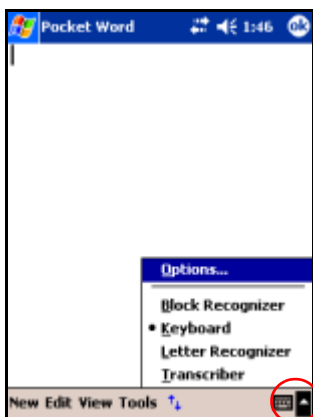 Pocket Word 1:46 ok
Options...
Block Recognizer
Keyboard
Letter Recognizer
Transcriber
New Edit View Tools